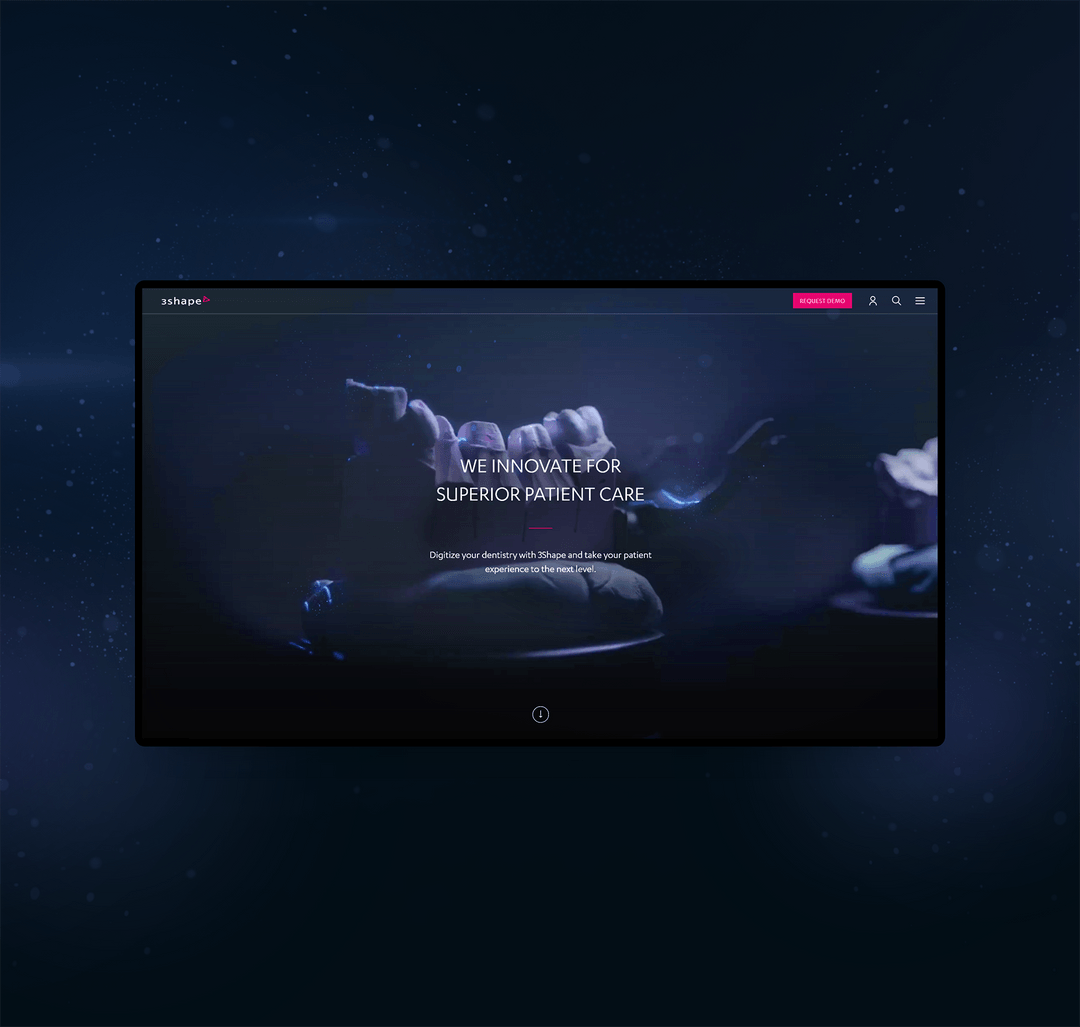 3shape
REQUEST DEMO
WE INNOVATE FOR
SUPERIOR PATIENT CARE
Digitize your dentistry with 3Shape and take your patient
experience to the next level.